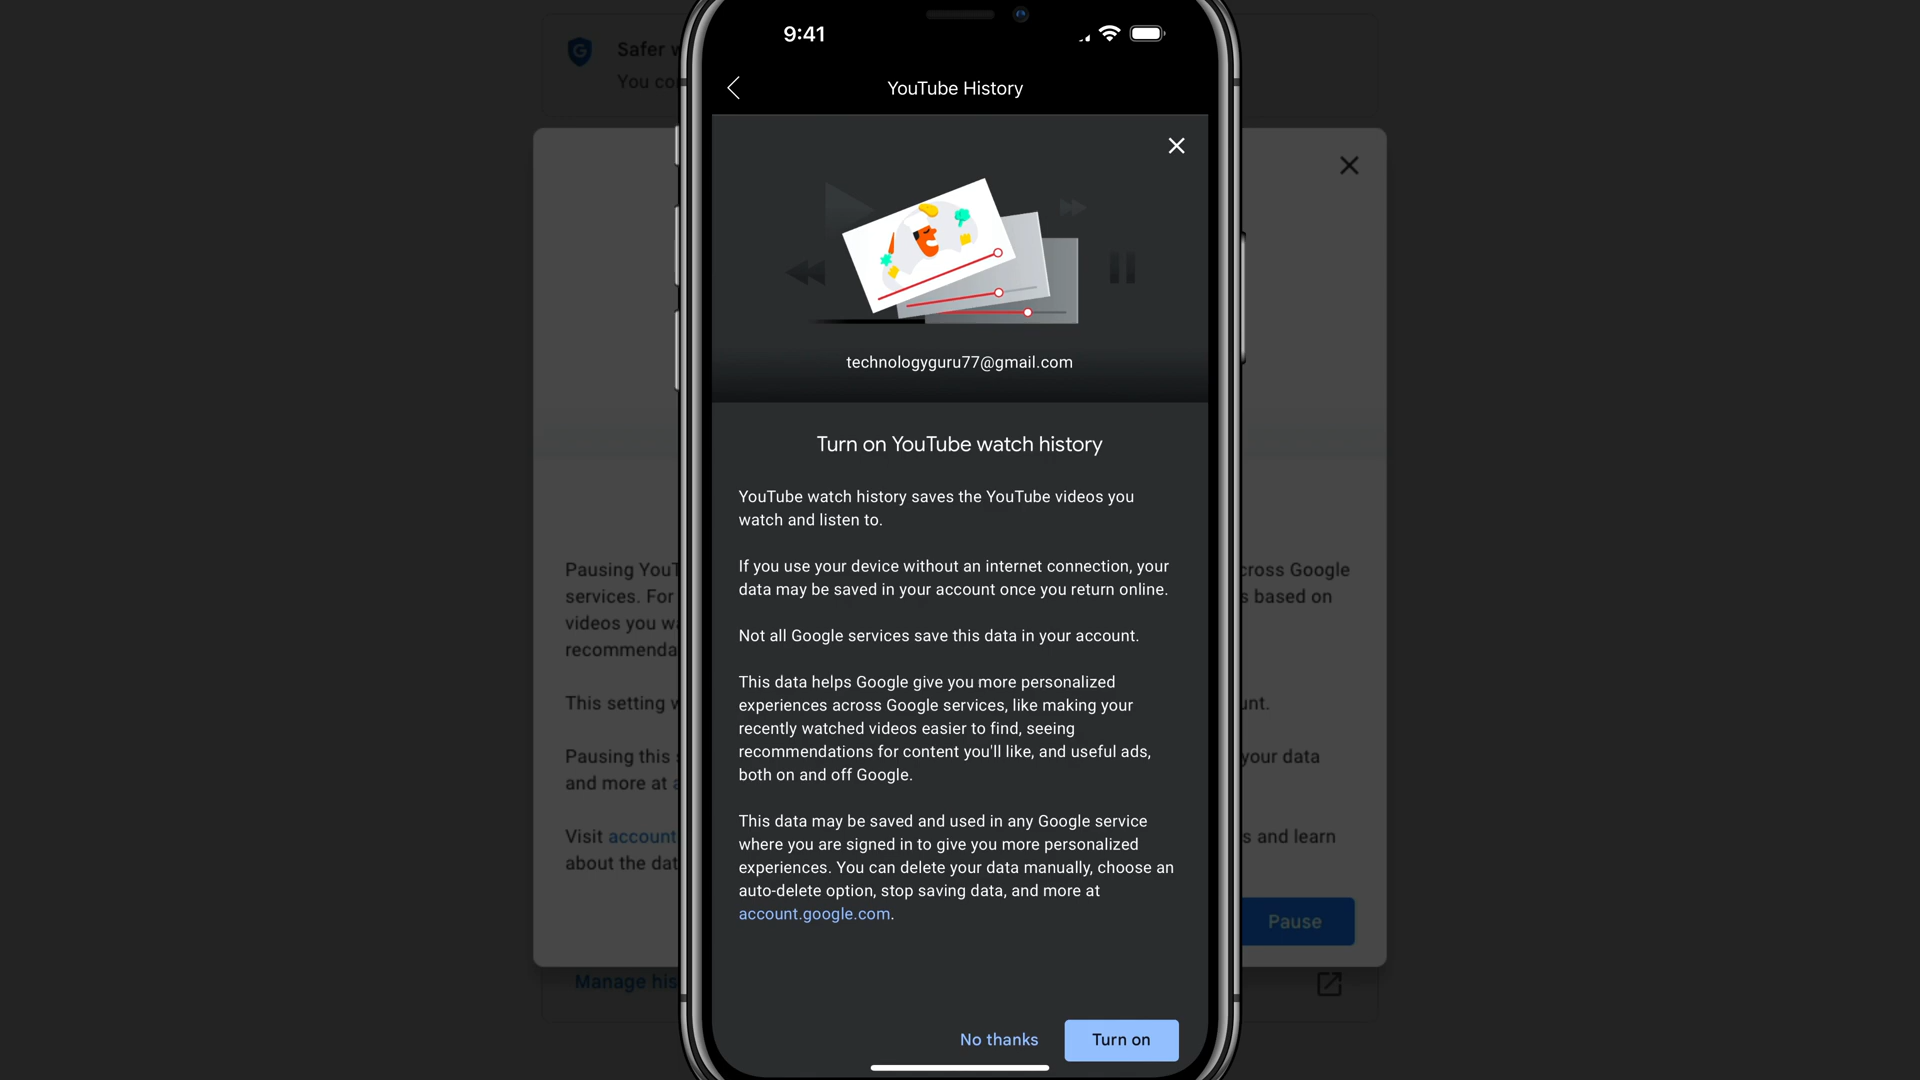 9:41
YouTube History
Safer
You
technologyguru77@gmail.com
Turn on YouTube watch history
YouTube watch history saves the YouTube videos you
watch and listen to.
If you use your device without an internet connection, your
data may be saved in your account once you return online.
Not all Google services save this data in your account.
This data helps Google give you more personalized
experiences across Google services, like making your
recently watched videos easier to find, seeing
recommendations for content you'll like, and useful ads,
both on and off Google.
This data may be saved and used in any Google service
where you are signed in to give you more personalized
experiences. You can delete your data manually, choose an
auto-delete option, stop saving data, and more at
account.google.com.
No thanks
Turn on
Pausing
services. For
videos you
This setting
Pausing this
and more at
Visit account
about the
Manage
Google
based on
your data
and learn
Pause